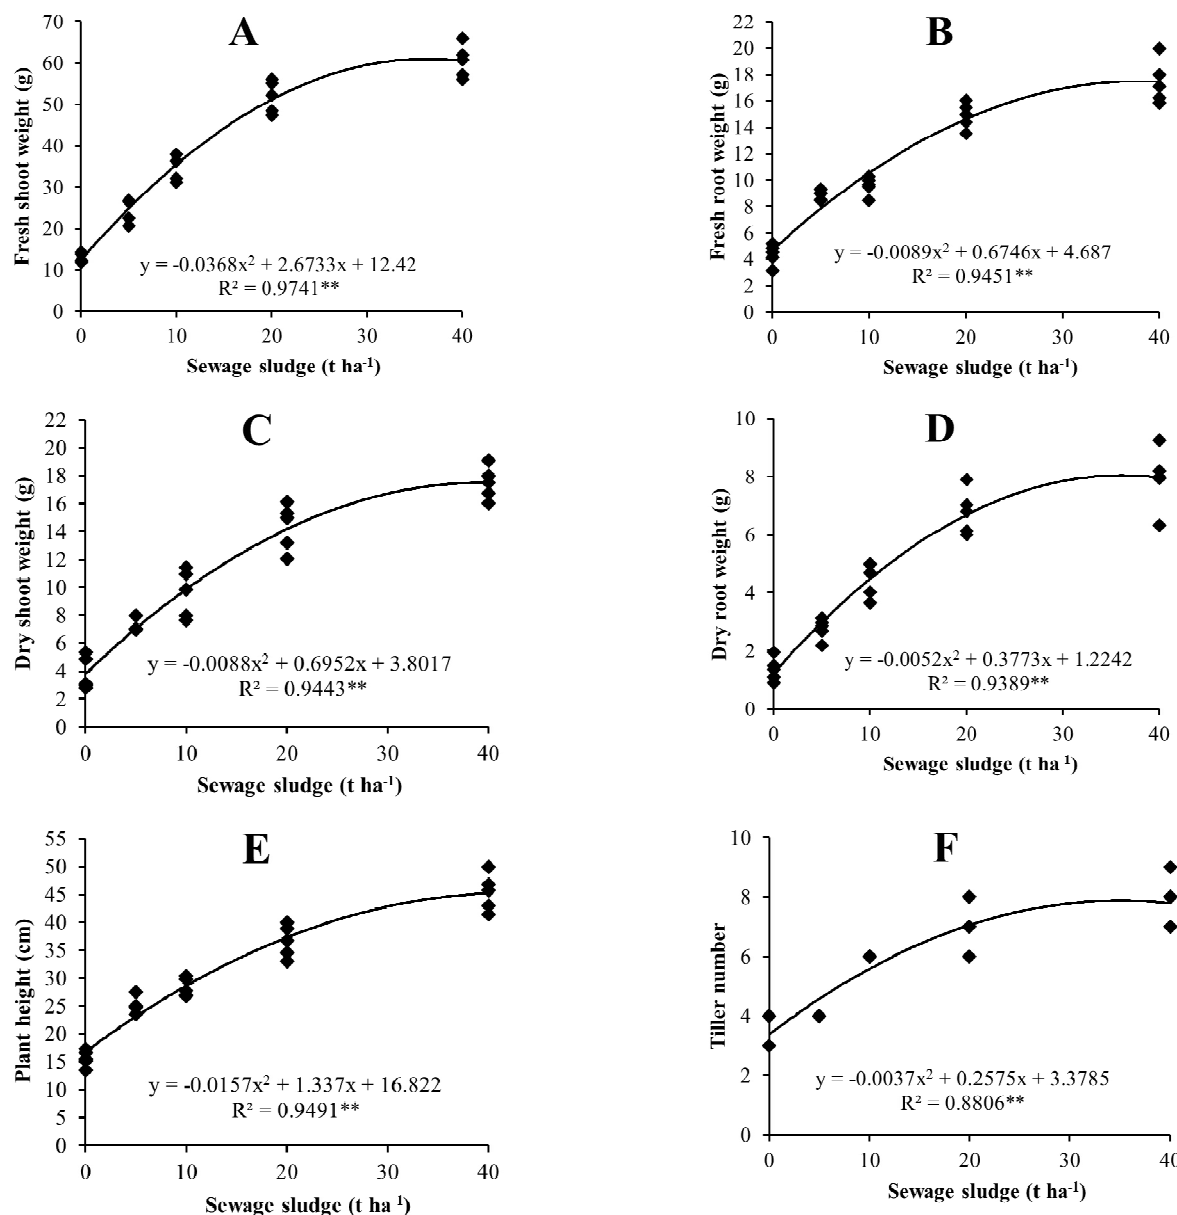 A
Fresh shoot weight (g)
70
60
50
40
30
20
10
0
y = -0.0368x² + 2.6733x + 12.42
R² = 0.9741**
0 10 20 30 40
Sewage sludge (t ha⁻¹)
B
Fresh root weight (g)
22
20
18
16
14
12
10
8
6
4
2
0
y = -0.0089x² + 0.6746x + 4.687
R² = 0.9451**
0 10 20 30 40
Sewage sludge (t ha⁻¹)
C
Dry shoot weight (g)
22
20
18
16
14
12
10
8
6
4
2
0
y = -0.0088x² + 0.6952x + 3.8017
R² = 0.9443**
0 10 20 30 40
Sewage sludge (t ha⁻¹)
D
Dry root weight (g)
10
8
6
4
2
0
y = -0.0052x² + 0.3773x + 1.2242
R² = 0.9389**
0 20 40
Sewage sludge (t ha ¹)
E
Plant height (cm)
55
50
45
40
35
30
25
20
15
10
5
0
y = -0.0157x² + 1.337x + 16.822
R² = 0.9491**
0 10 20 30 40
Sewage sludge (t ha ¹)
F
Tiller number
10
8
6
4
2
0
y = -0.0037x² + 0.2575x + 3.3785
R² = 0.8806**
0 10 20 30 40
Sewage sludge (t ha⁻¹)